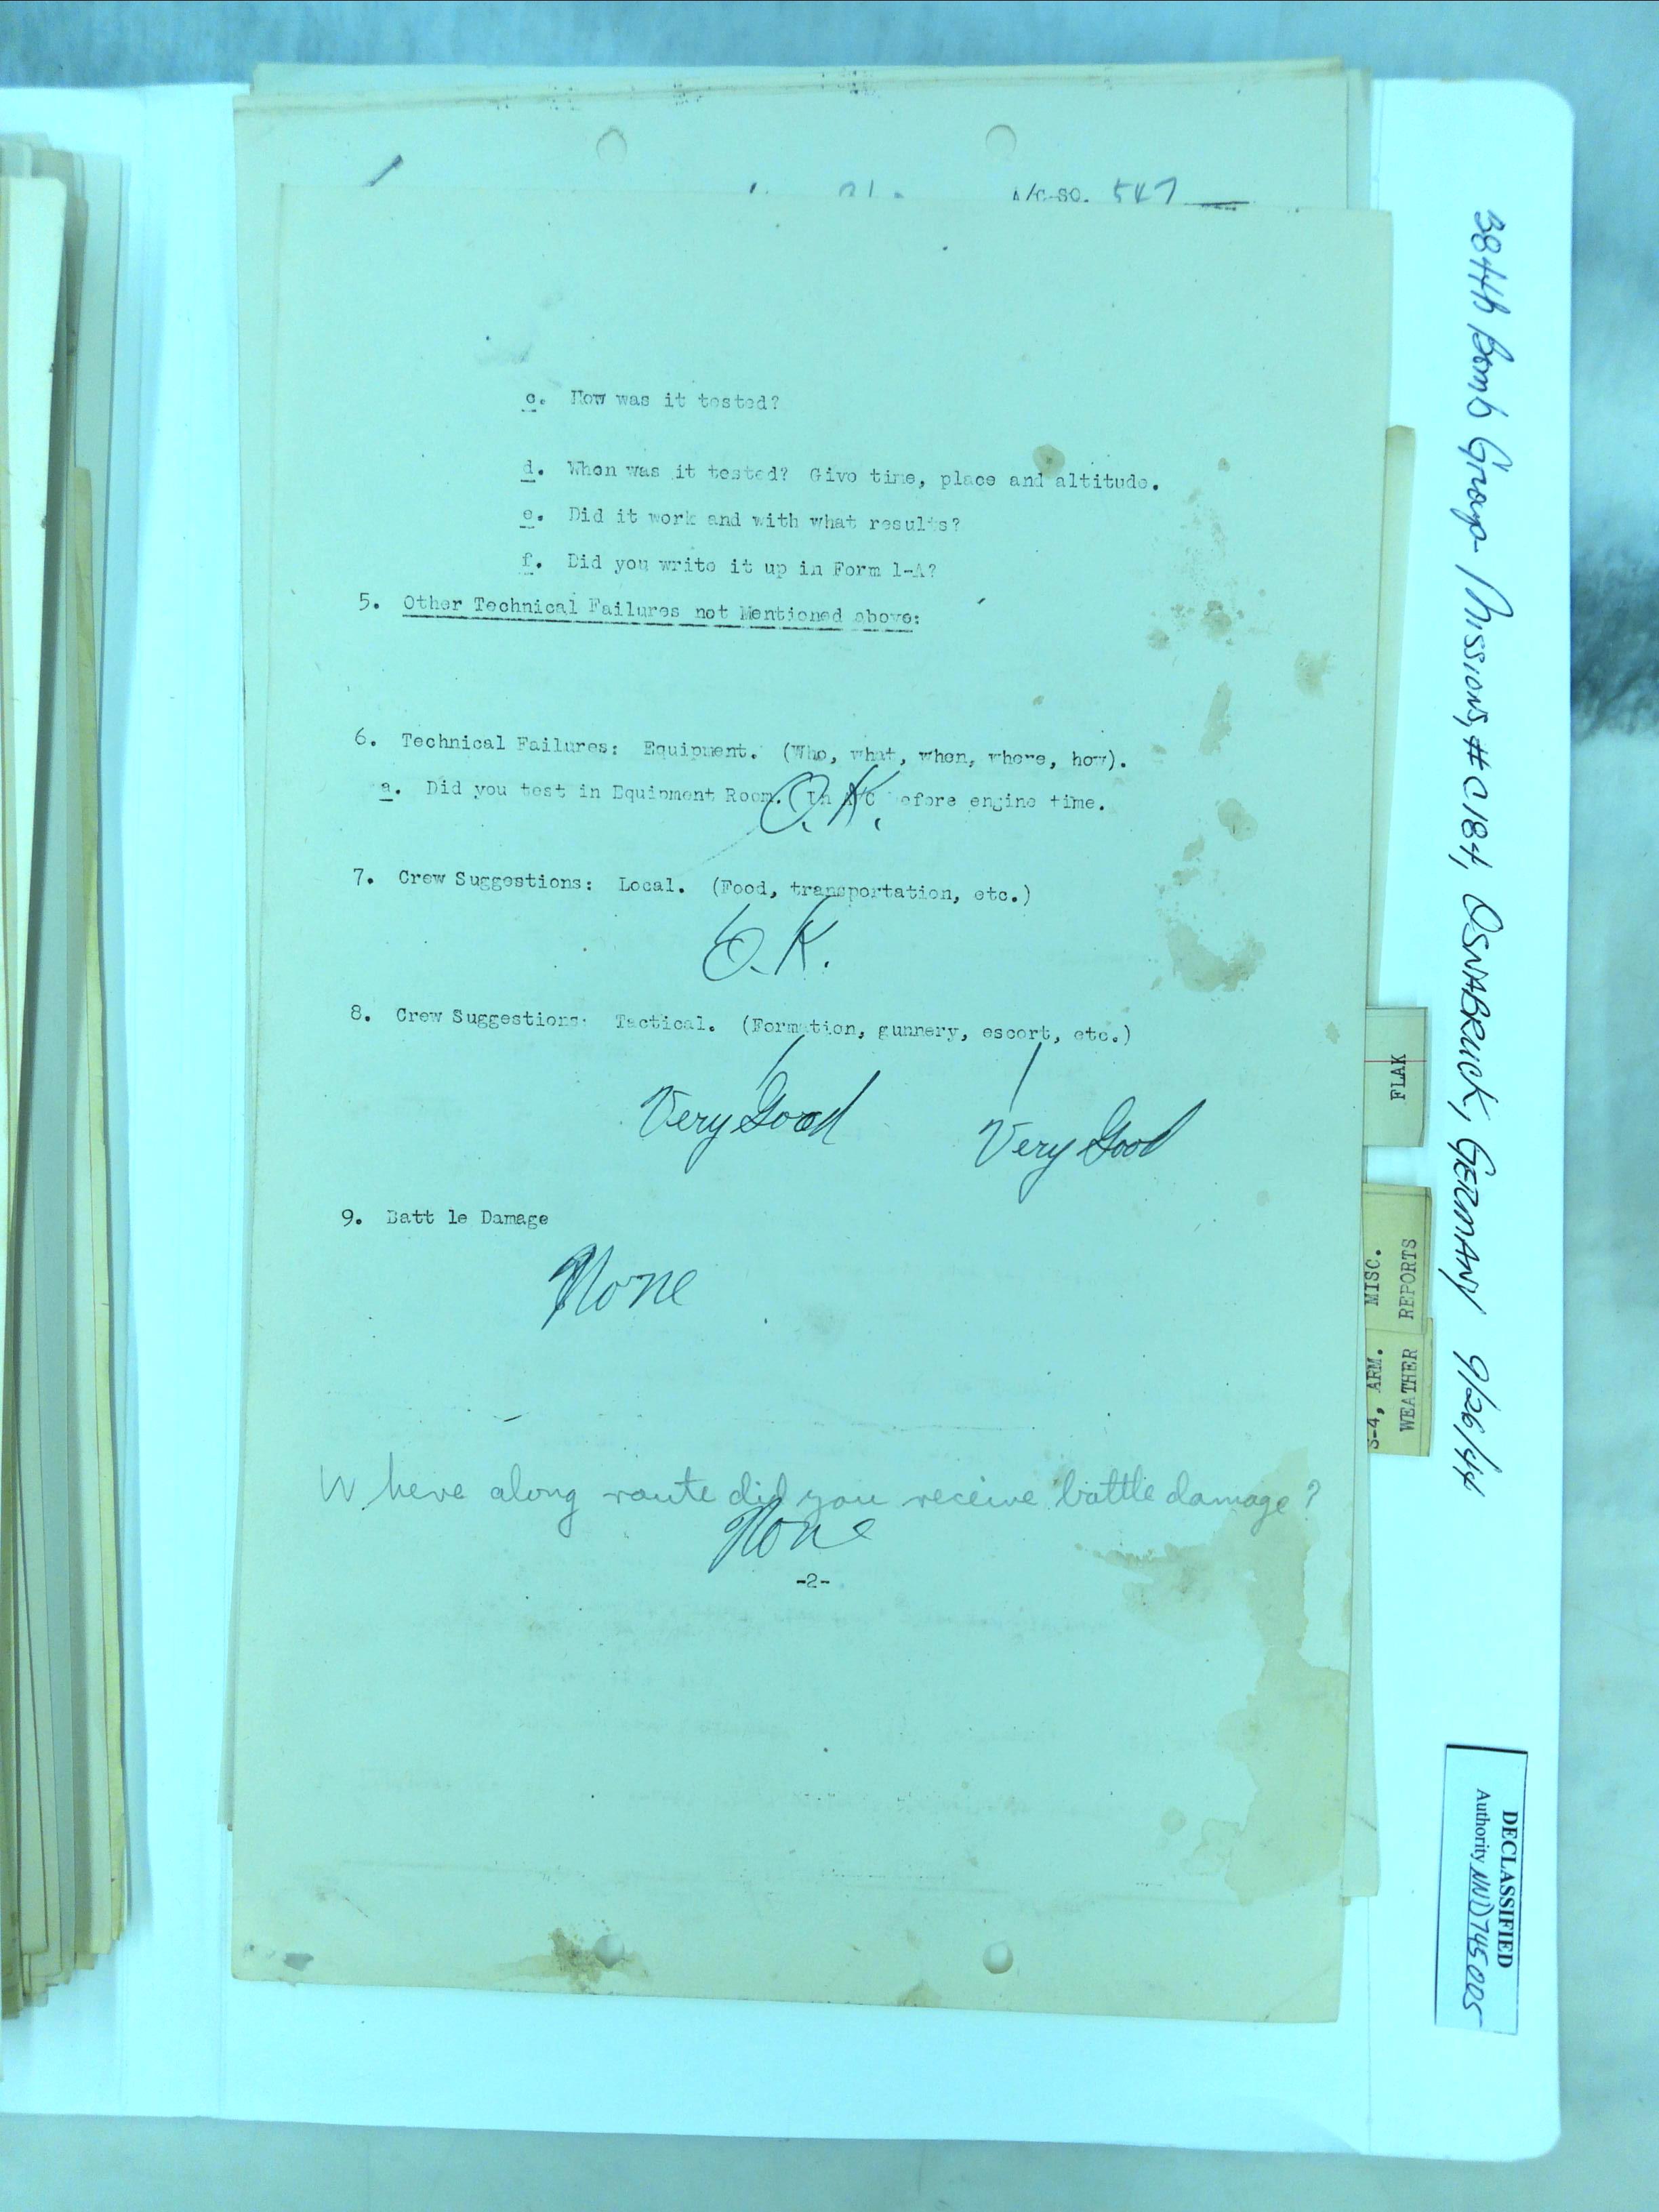 A/C-SO. 547
c. How was it tested?
d. When was it tested? Give time, place and altitude.
e. Did it work and with what results?
f. Did you write it up in Form 1-A?
5. Other Technical Failures not Mentioned above:
6. Technical Failures: Equipment. (Who, what, when, where, how).
a. Did you test in Equipment Room. (In A/C before engine time.
O.K.
7. Crew Suggestions: Local. (Food, transportation, etc.)
O.K.
8. Crew Suggestions: Tactical. (Formation, gunnery, escort, etc.)
Very Good Very Good
9. Batt le Damage
None
Where along route did you receive battle damage?
None
-2-
FLAK
MISC. REPORTS
S-4, ARM. WEATHER
384th Bomb Group Missions, #C184, OSNABRUCK, GERMANY 9/26/44
DECLASSIFIED
Authority NND745005